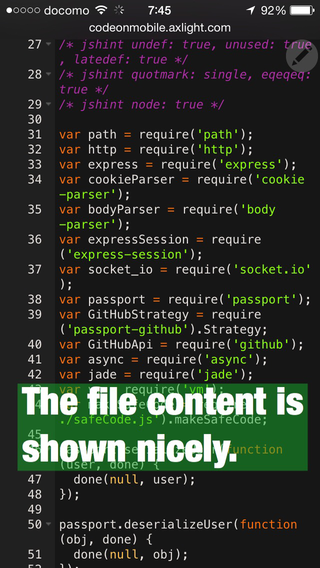 docomo 7:45 92%
codeonmobile.axlight.com
27 /* jshint undef: true, unused: true
, latedef: true */
28 /* jshint quotmark: single, eqeqeq:
true */
29 /* jshint node: true */
30
31 var path = require('path');
32 var http = require('http');
33 var express = require('express');
34 var cookieParser = require('cookie
-parser');
35 var bodyParser = require('body
-parser');
36 var expressSession = require
('express-session');
37 var socket_io = require('socket.io'
);
38 var passport = require('passport');
39 var GitHubStrategy = require
('passport-github').Strategy;
40 var GitHubApi = require('github');
41 var async = require('async');
42 var jade = require('jade');
The file content is
./safeCode.js').makeSafeCode;
45
shown nicely.
(user, done) {
47 done(null, user);
48 });
49
50 passport.deserializeUser(function
(obj, done) {
51 done(null, obj);
52 });